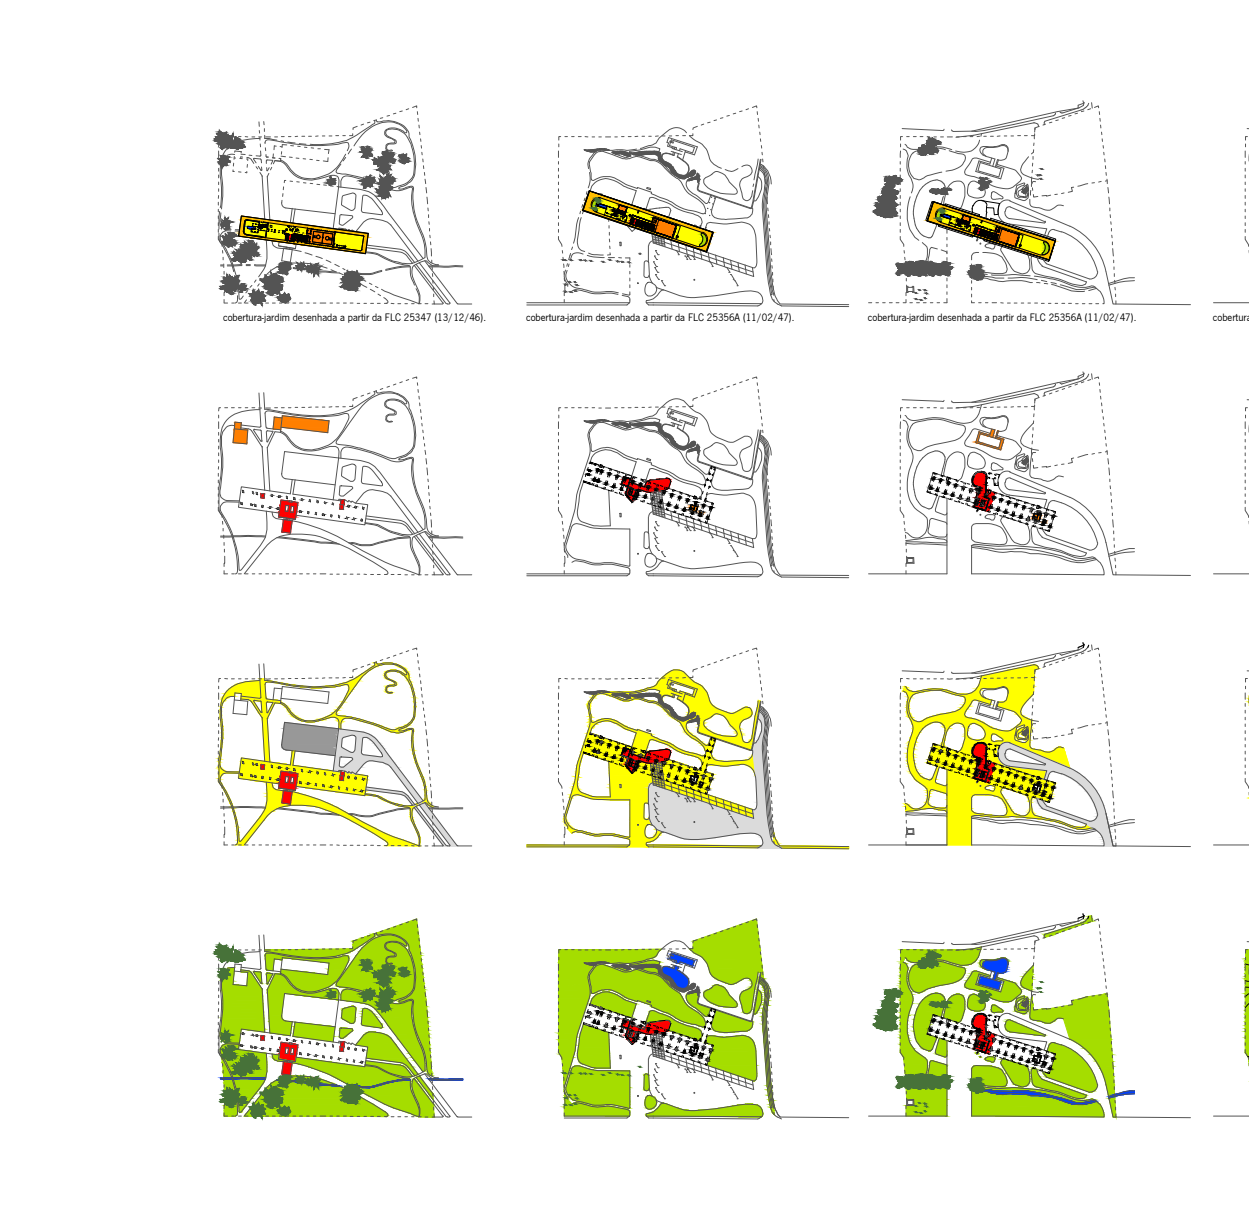 cobertura-jardim desenhada a partir da FLC 25347 (13/12/46).
cobertura-jardim desenhada a partir da FLC 25356A (11/02/47).
cobertura-jardim desenhada a partir da FLC 25356A (11/02/47).
cobertura